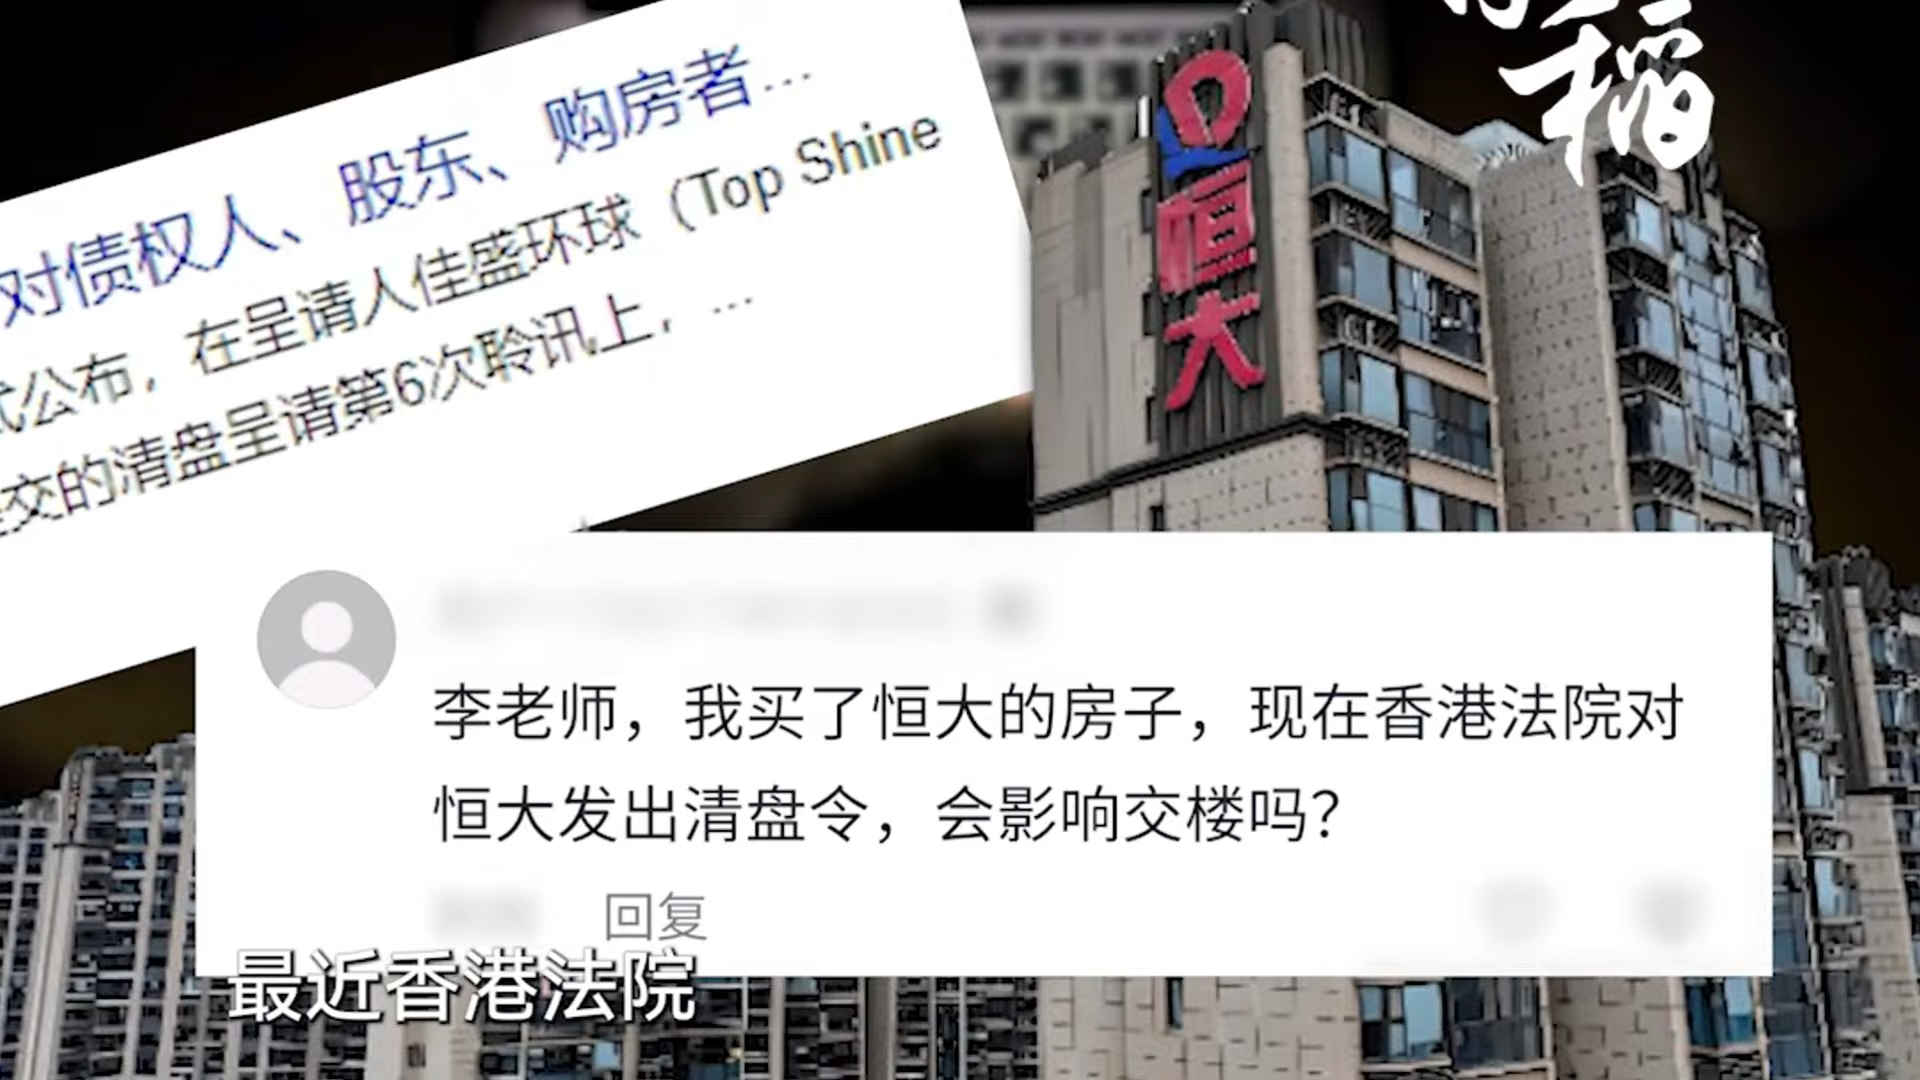 稻
对债权人、股东、购房者...
公布，在呈请人佳盛环球（Top Shine
交的清盘呈请第6次聆讯上，...
恒大
李老师，我买了恒大的房子，现在香港法院对
恒大发出清盘令，会影响交楼吗？
回复
最近香港法院